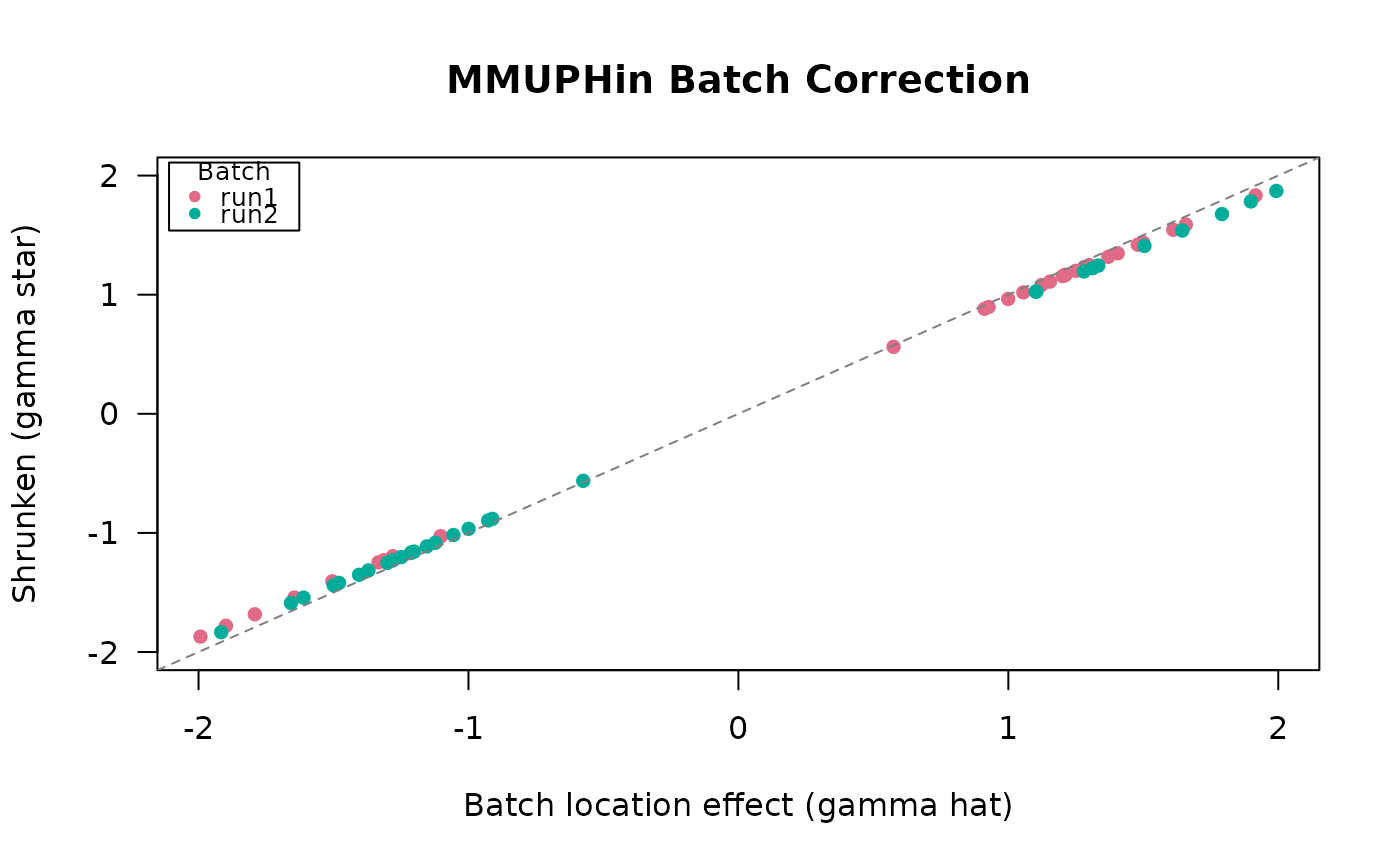 MMUPHin Batch Correction
Batch
run1
run2
Shrunken (gamma star)
2
1
0
-1
-2
-2
-1
0
1
2
Batch location effect (gamma hat)